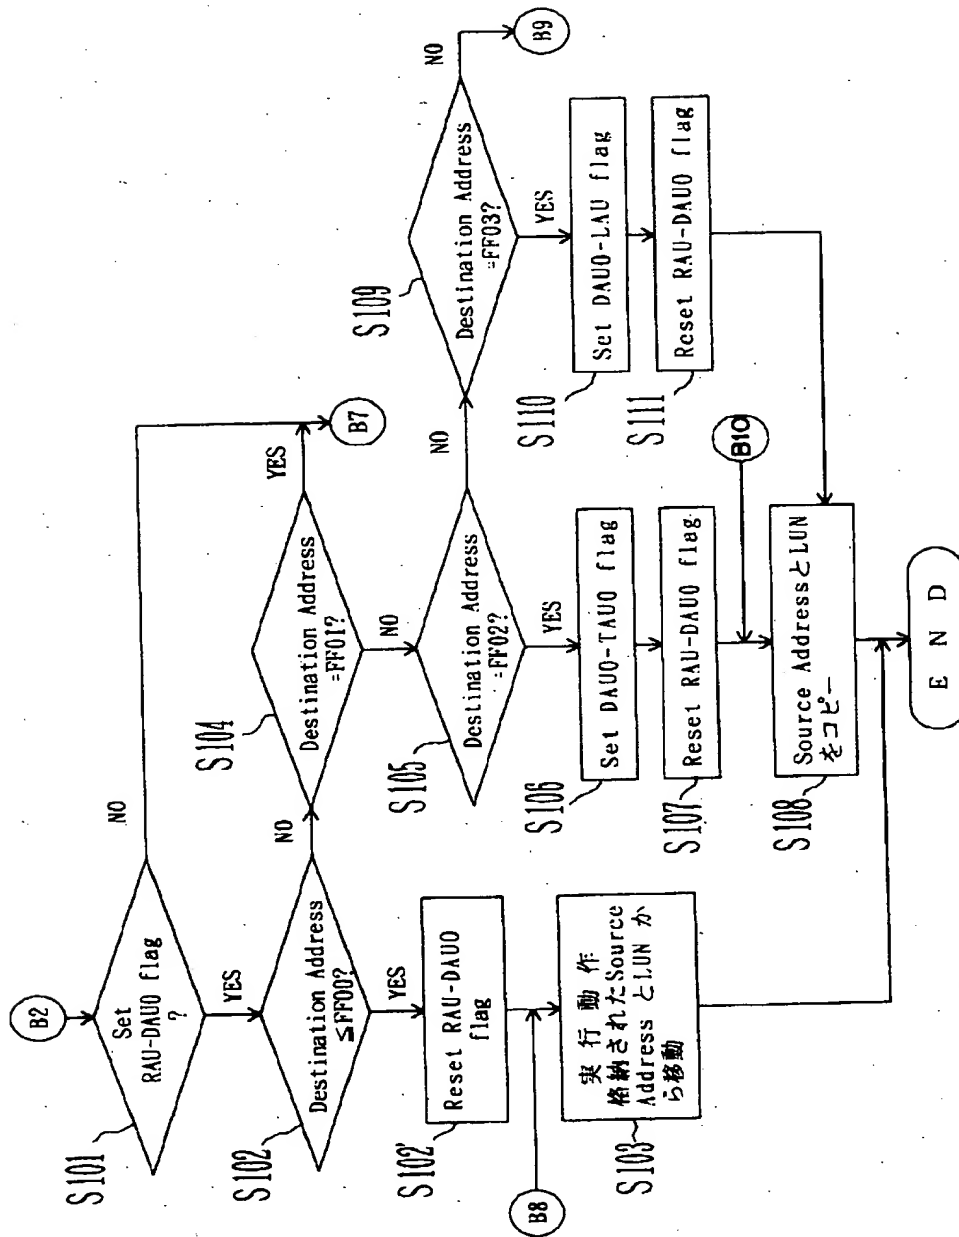 B2
S101
Set
RAU-DAU0 flag
?
NO
YES
S102
Destination Address
≦FF00?
NO
YES
S102'
Reset RAU-DAU0
flag
B8
S103
実行動作
格納されたSource
Address とLUN か
ら移動
S104
Destination Address
=FF01?
YES
B7
NO
S105
Destination Address
=FF02?
NO
YES
S106
Set DAU0-TAU0 flag
S107
Reset RAU-DAU0 flag
B10
S108
Source AddressとLUN
をコピー
END
S109
Destination Address
=FF03?
NO
B9
YES
S110
Set DAU0-LAU flag
S111
Reset RAU-DAU0 flag